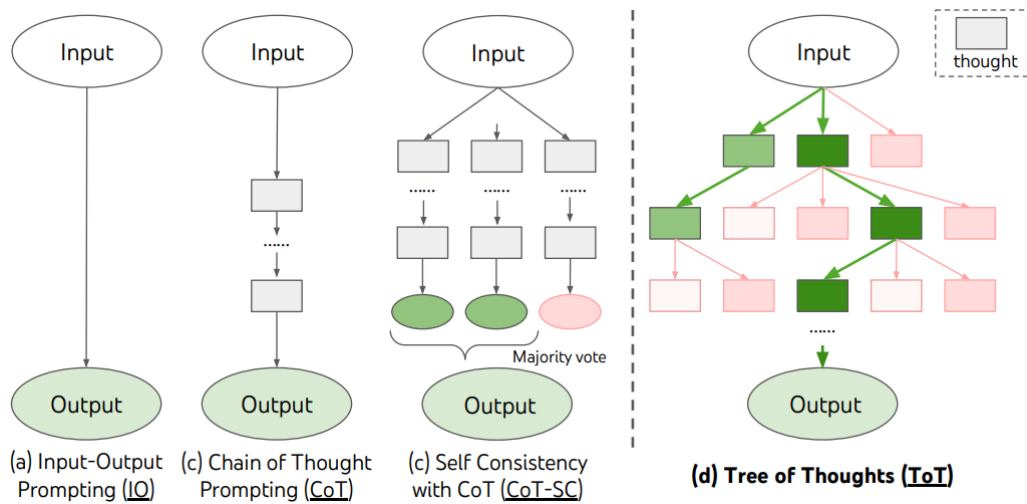 Input
Input
Input
Input
thought
......
......
......
......
......
Majority vote
Output
Output
Output
Output
(a) Input-Output
Prompting (IO)
(c) Chain of Thought
Prompting (CoT)
(c) Self Consistency
with CoT (CoT-SC)
(d) Tree of Thoughts (ToT)